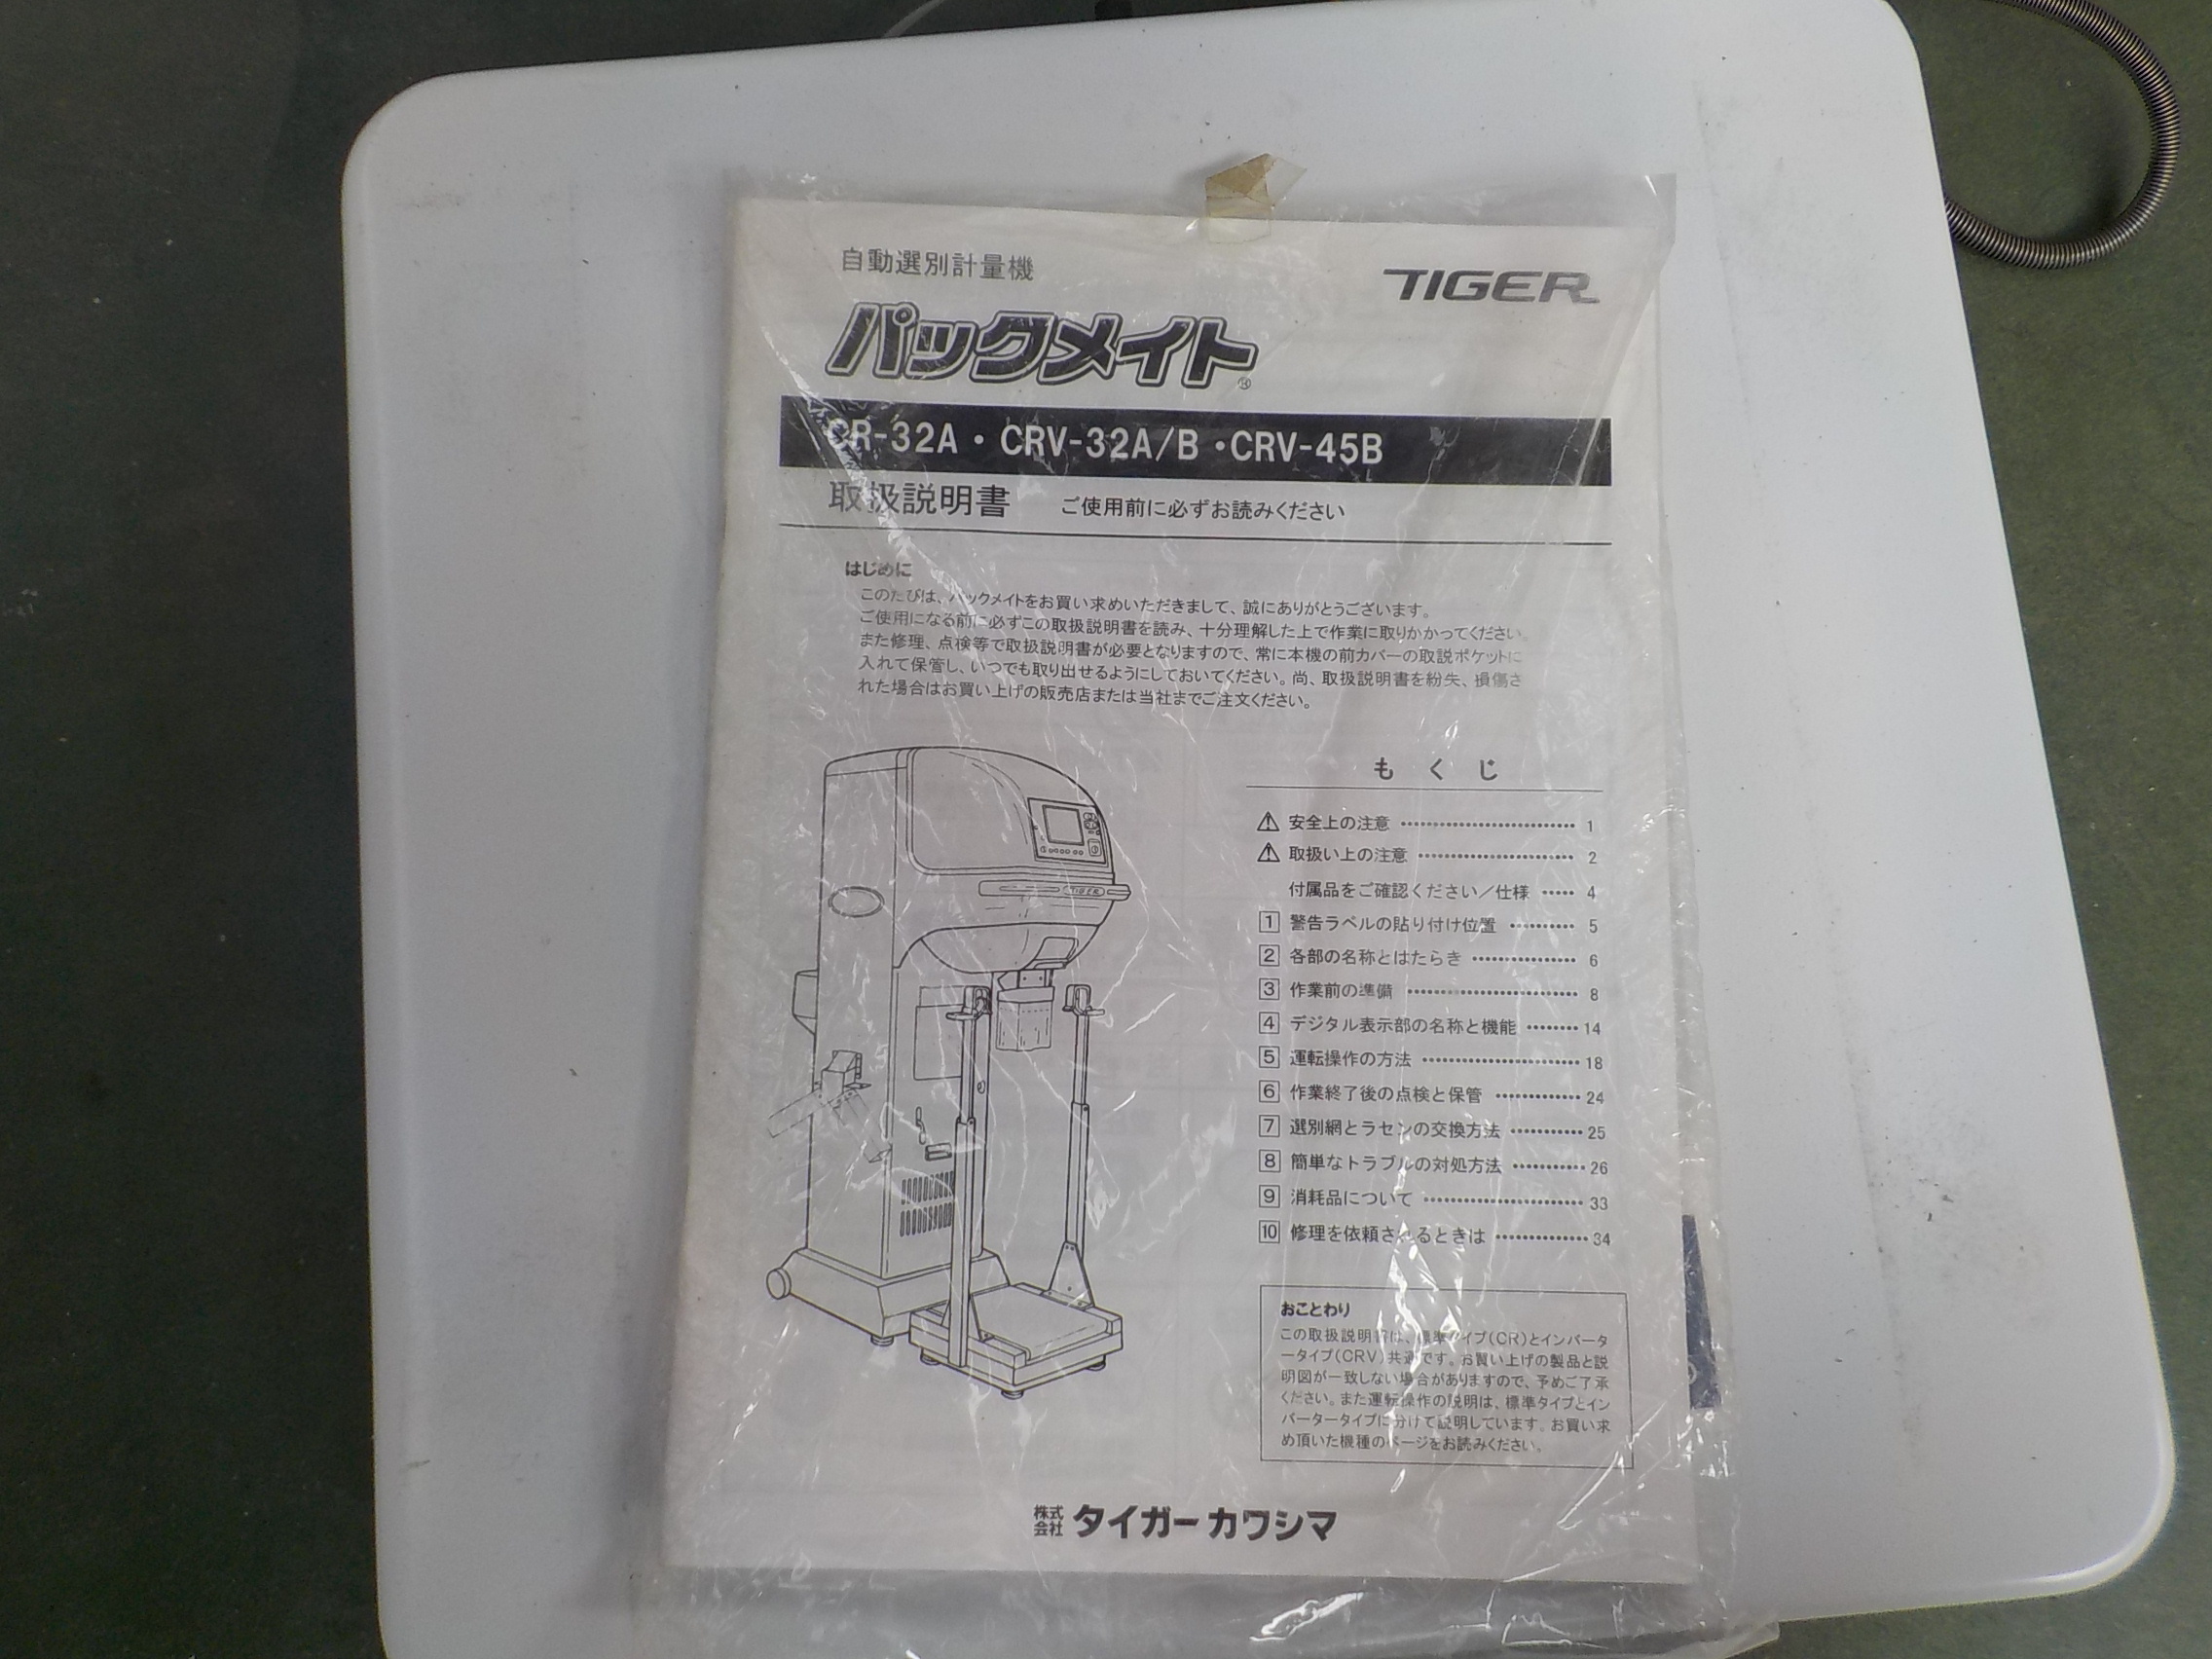 自動選別計量機
TIGER
パックメイト®
CR-32A・CRV-32A/B・CRV-45B
取扱説明書 ご使用前に必ずお読みください
はじめに
このたびは、パックメイトをお買い求めいただきまして、誠にありがとうございます。
ご使用になる前に必ずこの取扱説明書を読み、十分理解した上で作業に取りかかってください。
また修理、点検等で取扱説明書が必要となりますので、常に本機の前カバーの取説ポケットに
入れて保管し、いつでも取り出せるようにしておいてください。尚、取扱説明書を紛失、損傷さ
れた場合はお買い上げの販売店または当社までご注文ください。
もくじ
⚠ 安全上の注意 1
⚠ 取扱い上の注意 2
付属品をご確認ください／仕様 4
1 警告ラベルの貼り付け位置 5
2 各部の名称とはたらき 6
3 作業前の準備 8
4 デジタル表示部の名称と機能 14
5 運転操作の方法 18
6 作業終了後の点検と保管 24
7 選別網とラセンの交換方法 25
8 簡単なトラブルの対処方法 26
9 消耗品について 33
10 修理を依頼されるときは 34
TIGER
おことわり
この取扱説明書は、標準タイプ(CR)とインバータ
ータイプ(CRV)共通です。お買い上げの製品と説
明図が一致しない場合がありますので、予めご了承
ください。また運転操作の説明は、標準タイプとイン
バータータイプに分けて説明しています。お買い求
め頂いた機種のページをお読みください。
株式会社 タイガーカワシマ